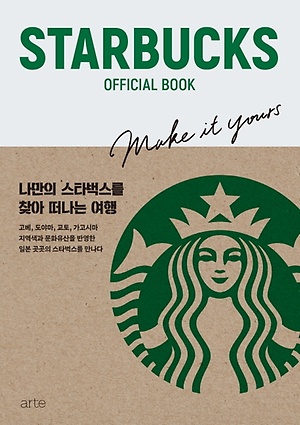 STARBUCKS
OFFICIAL BOOK
Make it yours
나만의 스타벅스를
찾아 떠나는 여행
고베, 도야마, 교토, 가고시마
지역색과 문화유산을 반영한
일본 곳곳의 스타벅스를 만나다
arte